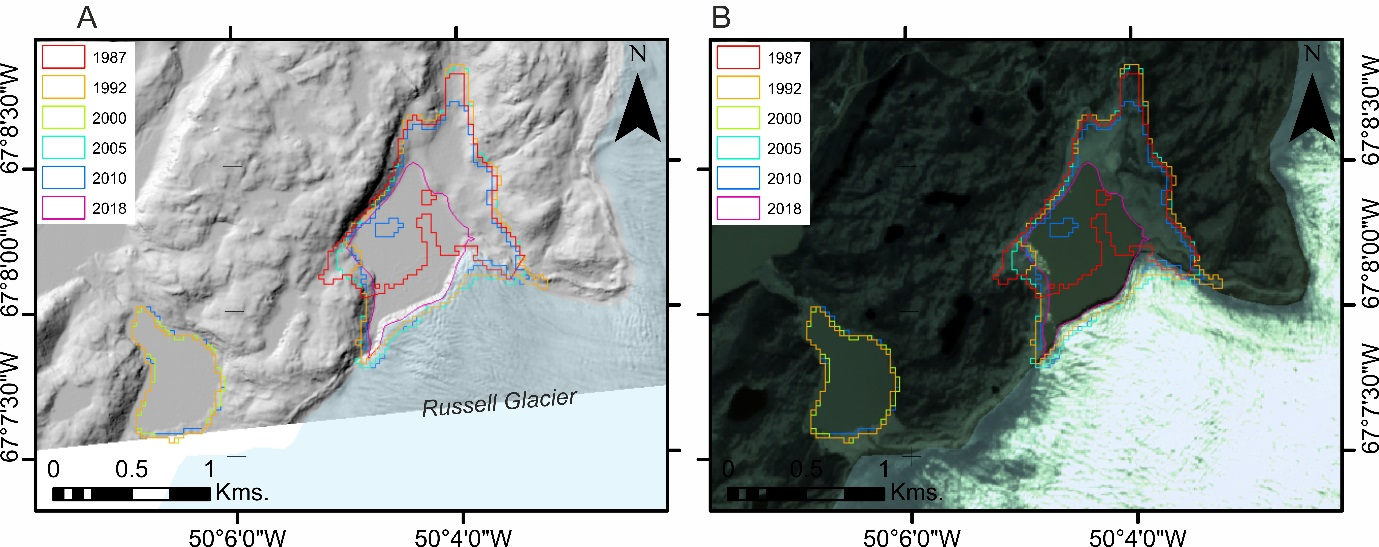 A
N
1987
1992
2000
2005
2010
2018
67°8'30"W
67°8'00"W
67°7'30"W
Russell Glacier
0 0.5 1
Kms.
50°6'0"W 50°4'0"W
B
N
1987
1992
2000
2005
2010
2018
67°8'30"W
67°8'00"W
67°7'30"W
0 0.5 1
Kms.
50°6'0"W 50°4'0"W